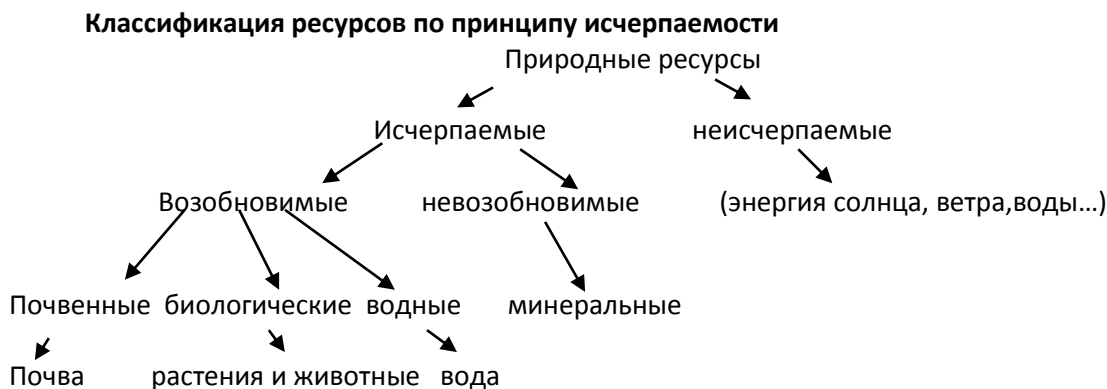 Классификация ресурсов по принципу исчерпаемости
Природные ресурсы
Исчерпаемые неисчерпаемые
Возобновимые невозобновимые (энергия солнца, ветра,воды…)
Почвенные биологические водные минеральные
Почва растения и животные вода